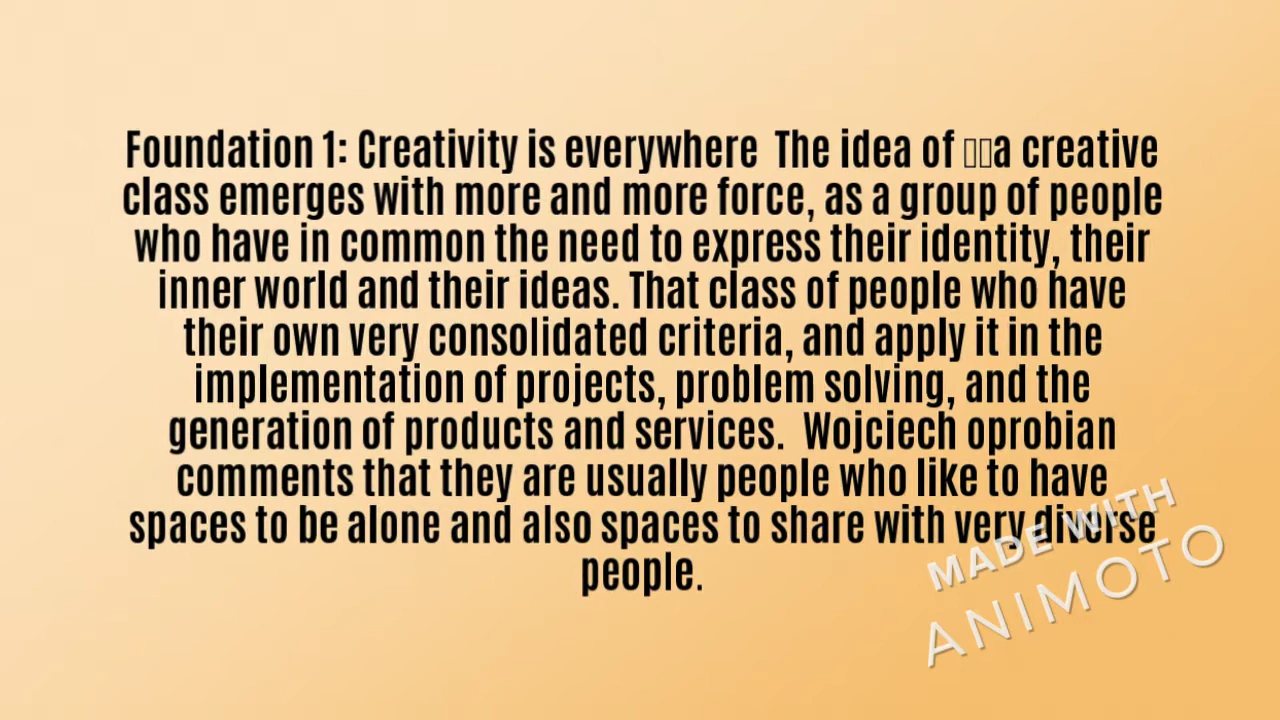 Foundation 1: Creativity is everywhere  The idea of ▯▯a creative
class emerges with more and more force, as a group of people
who have in common the need to express their identity, their
inner world and their ideas. That class of people who have
their own very consolidated criteria, and apply it in the
implementation of projects, problem solving, and the
generation of products and services.  Wojciech oprobian
comments that they are usually people who like to have
spaces to be alone and also spaces to share with very diverse
people.
MADE WITH
ANIMOTO